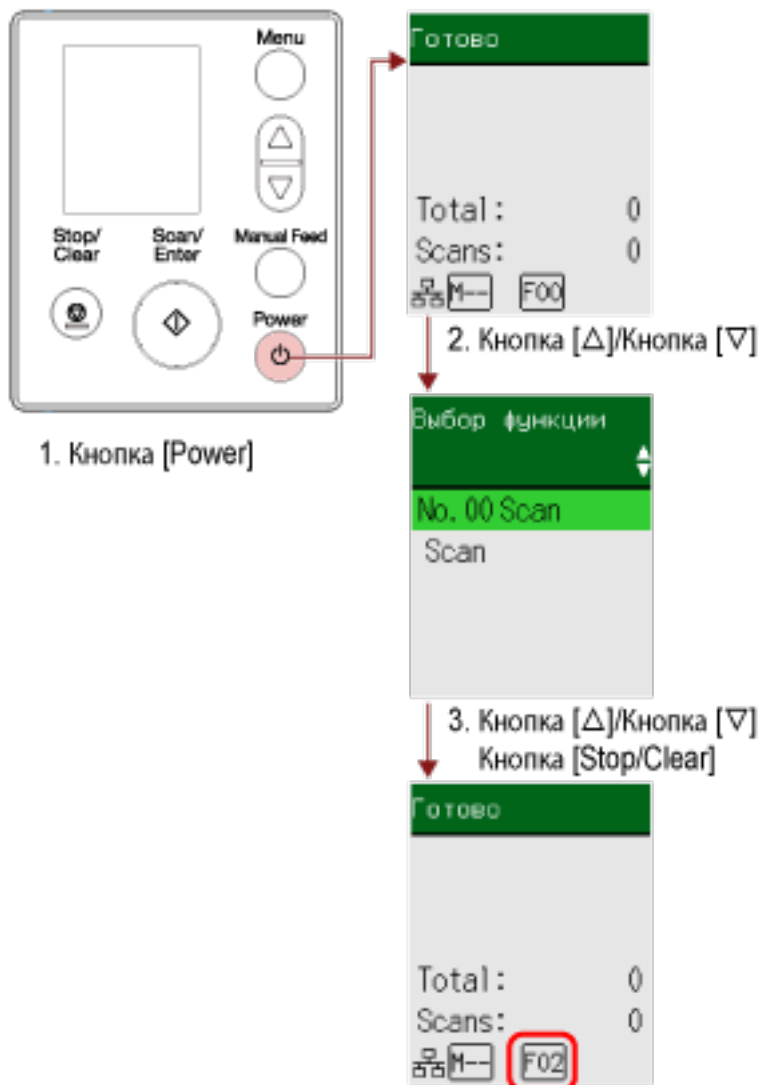 Menu
Stop/ Scan/ Manual Feed
Clear Enter
Power
1. Кнопка [Power]
Готово
Total: 0
Scans: 0
M-- F00
2. Кнопка [△]/Кнопка [▽]
Выбор функции
No. 00 Scan
Scan
3. Кнопка [△]/Кнопка [▽]
Кнопка [Stop/Clear]
Готово
Total: 0
Scans: 0
M-- F02